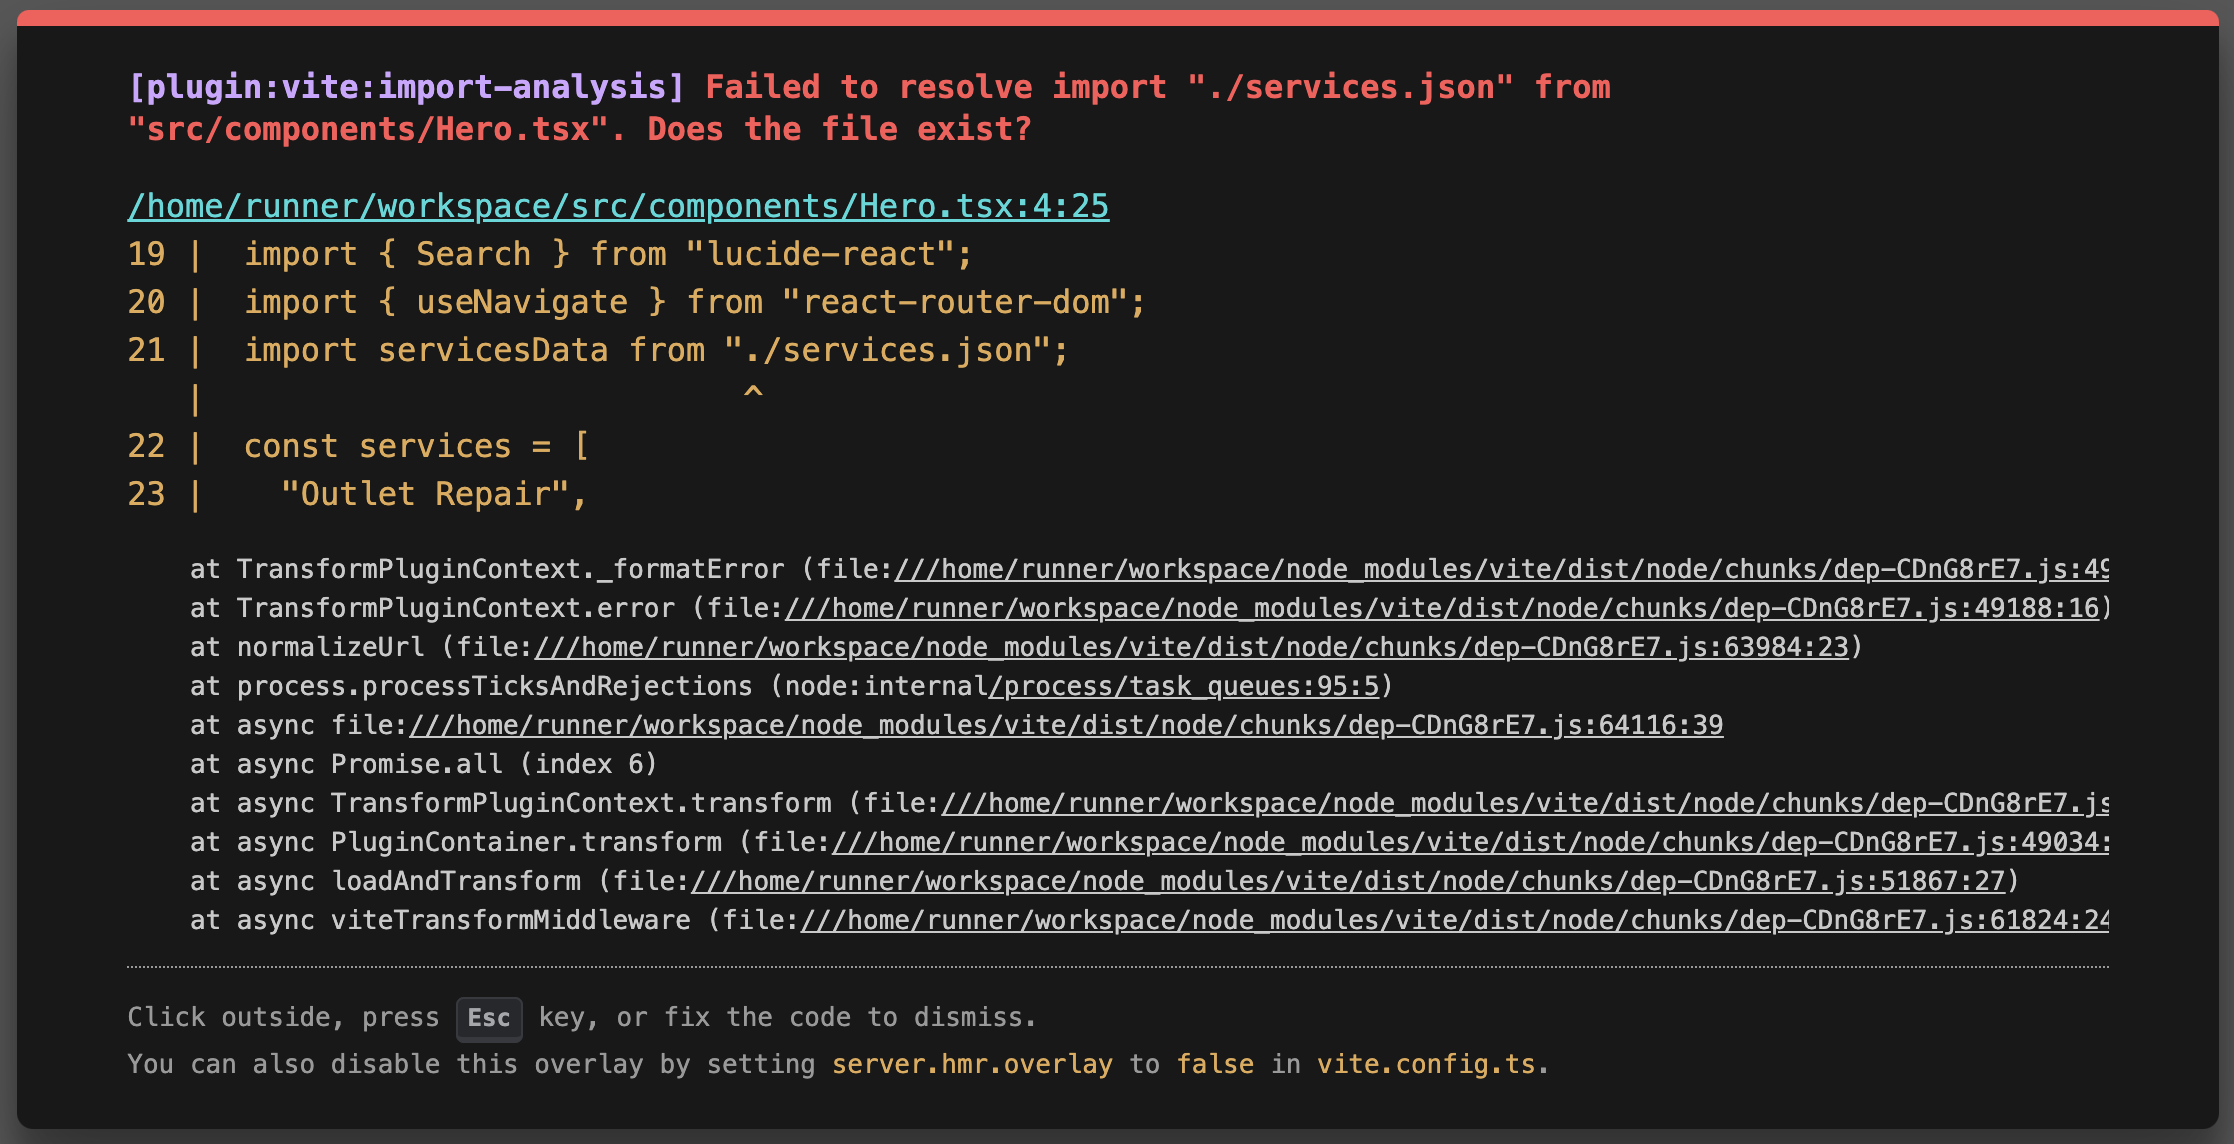 [plugin:vite:import-analysis] Failed to resolve import "./services.json" from
"src/components/Hero.tsx". Does the file exist?
/home/runner/workspace/src/components/Hero.tsx:4:25
19 |  import { Search } from "lucide-react";
20 |  import { useNavigate } from "react-router-dom";
21 |  import servicesData from "./services.json";
   |                            ^
22 |  const services = [
23 |    "Outlet Repair",
at TransformPluginContext._formatError (file:///home/runner/workspace/node_modules/vite/dist/node/chunks/dep-CDnG8rE7.js:49
at TransformPluginContext.error (file:///home/runner/workspace/node_modules/vite/dist/node/chunks/dep-CDnG8rE7.js:49188:16)
at normalizeUrl (file:///home/runner/workspace/node_modules/vite/dist/node/chunks/dep-CDnG8rE7.js:63984:23)
at process.processTicksAndRejections (node:internal/process/task_queues:95:5)
at async file:///home/runner/workspace/node_modules/vite/dist/node/chunks/dep-CDnG8rE7.js:64116:39
at async Promise.all (index 6)
at async TransformPluginContext.transform (file:///home/runner/workspace/node_modules/vite/dist/node/chunks/dep-CDnG8rE7.js
at async PluginContainer.transform (file:///home/runner/workspace/node_modules/vite/dist/node/chunks/dep-CDnG8rE7.js:49034:
at async loadAndTransform (file:///home/runner/workspace/node_modules/vite/dist/node/chunks/dep-CDnG8rE7.js:51867:27)
at async viteTransformMiddleware (file:///home/runner/workspace/node_modules/vite/dist/node/chunks/dep-CDnG8rE7.js:61824:24
Click outside, press Esc key, or fix the code to dismiss.
You can also disable this overlay by setting server.hmr.overlay to false in vite.config.ts.